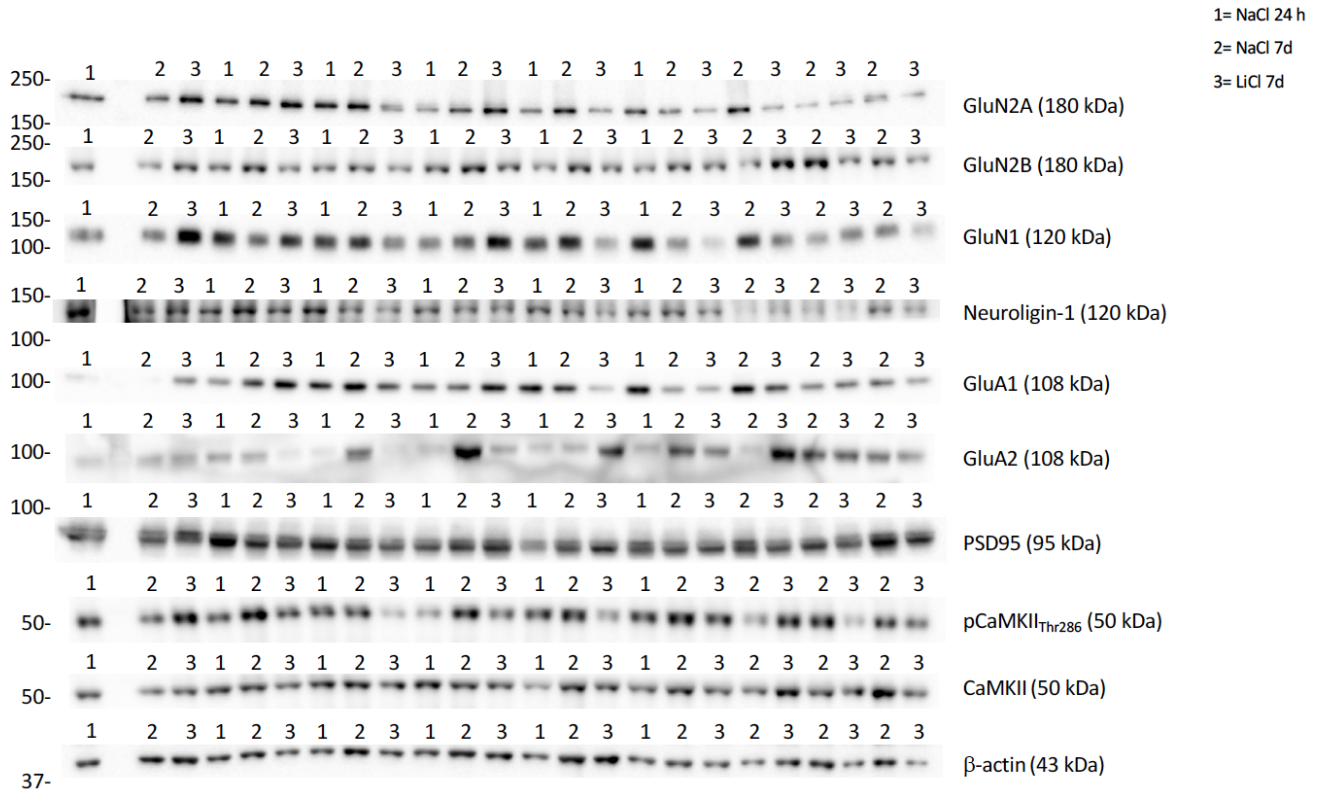 1= NaCl 24 h
2= NaCl 7d
3= LiCl 7d
1 2 3 1 2 3 1 2 3 1 2 3 1 2 3 1 2 3 2 3 2 3 2 3
250-
GluN2A (180 kDa)
150-
1 2 3 1 2 3 1 2 3 1 2 3 1 2 3 1 2 3 2 3 2 3 2 3
250-
GluN2B (180 kDa)
150-
1 2 3 1 2 3 1 2 3 1 2 3 1 2 3 1 2 3 2 3 2 3 2 3
150-
GluN1 (120 kDa)
100-
1 2 3 1 2 3 1 2 3 1 2 3 1 2 3 1 2 3 2 3 2 3 2 3
150-
Neuroligin-1 (120 kDa)
100-
1 2 3 1 2 3 1 2 3 1 2 3 1 2 3 1 2 3 2 3 2 3 2 3
100-
GluA1 (108 kDa)
1 2 3 1 2 3 1 2 3 1 2 3 1 2 3 1 2 3 2 3 2 3 2 3
100-
GluA2 (108 kDa)
1 2 3 1 2 3 1 2 3 1 2 3 1 2 3 1 2 3 2 3 2 3 2 3
100-
PSD95 (95 kDa)
1 2 3 1 2 3 1 2 3 1 2 3 1 2 3 1 2 3 2 3 2 3 2 3
50-
pCaMKIIThr286 (50 kDa)
1 2 3 1 2 3 1 2 3 1 2 3 1 2 3 1 2 3 2 3 2 3 2 3
50-
CaMKII (50 kDa)
1 2 3 1 2 3 1 2 3 1 2 3 1 2 3 1 2 3 2 3 2 3 2 3
β-actin (43 kDa)
37-